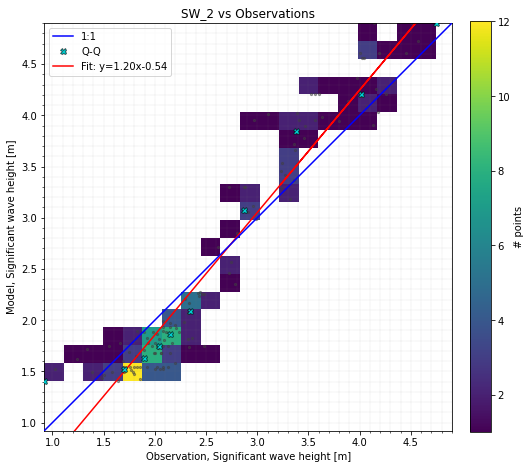 SW_2 vs Observations
1:1
Q-Q
Fit: y=1.20x-0.54
Model, Significant wave height [m]
4.5
4.0
3.5
3.0
2.5
2.0
1.5
1.0
1.0 1.5 2.0 2.5 3.0 3.5 4.0 4.5
Observation, Significant wave height [m]
12
10
8
6
4
2
# points